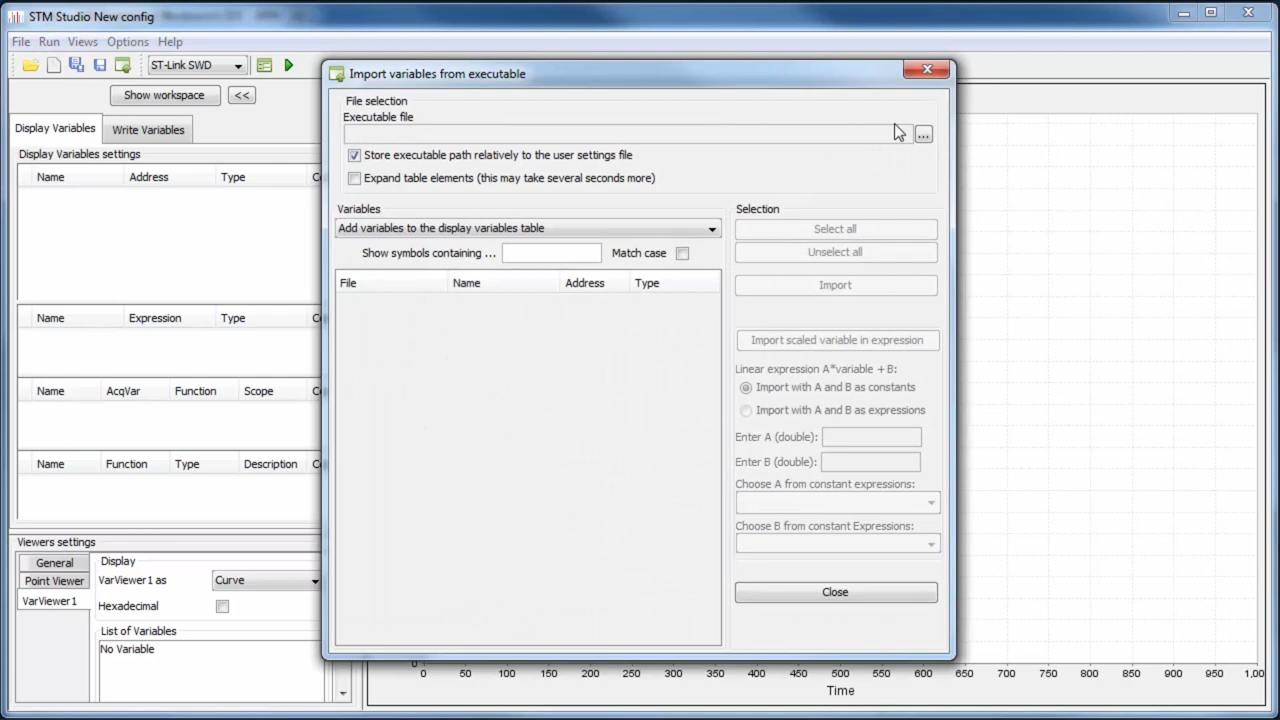 STM Studio New config
File Run Views Options Help
ST-Link SWD
Show workspace <<
Display Variables Write Variables
Display Variables settings
Name Address Type
Name Expression Type
Name AcqVar Function Scope
Name Function Type Description
Viewers settings
General
Point Viewer
VarViewer1
Display
VarViewer1 as Curve
Hexadecimal
List of Variables
No Variable
Import variables from executable
File selection
Executable file
...
Store executable path relatively to the user settings file
Expand table elements (this may take several seconds more)
Variables
Add variables to the display variables table
Show symbols containing ... Match case
File Name Address Type
Selection
Select all
Unselect all
Import
Import scaled variable in expression
Linear expression A*variable + B:
Import with A and B as constants
Import with A and B as expressions
Enter A (double):
Enter B (double):
Choose A from constant expressions:
Choose B from constant Expressions:
Close
0
0 50 100 150 200 250 300 350 400 450 500 550 600 650 700 750 800 850 900 950 1,00
Time